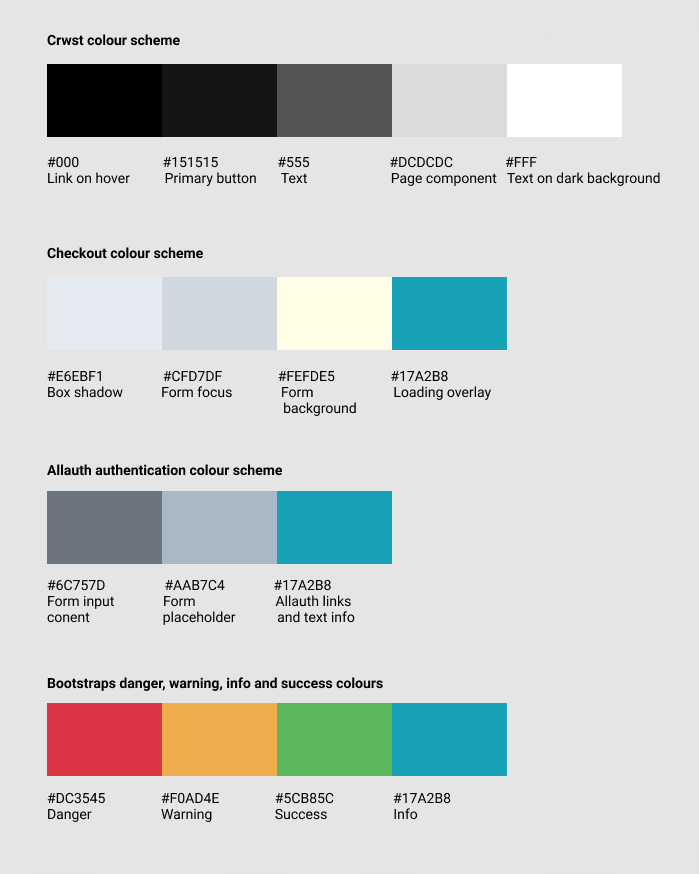 Crwst colour scheme
#000 #151515 #555 #DCDCDC #FFF
Link on hover Primary button Text Page component Text on dark background
Checkout colour scheme
#E6EBF1 #CFD7DF #FEFDE5 #17A2B8
Box shadow Form focus Form Loading overlay
background
Allauth authentication colour scheme
#6C757D #AAB7C4 #17A2B8
Form input Form Allauth links
conent placeholder and text info
Bootstraps danger, warning, info and success colours
#DC3545 #F0AD4E #5CB85C #17A2B8
Danger Warning Success Info